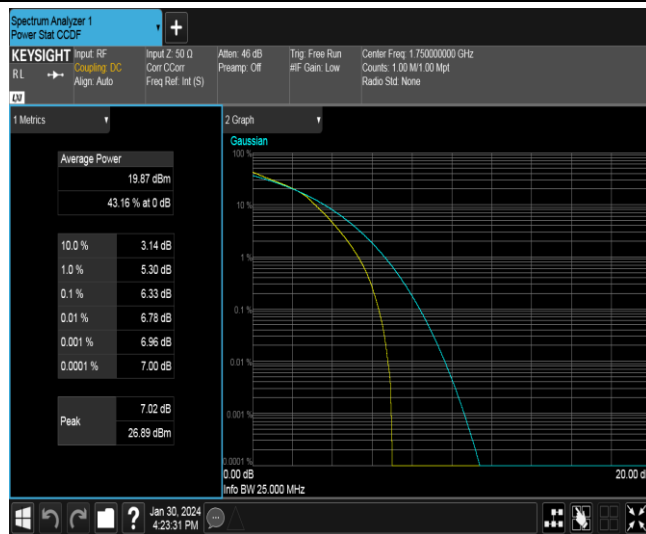 Spectrum Analyzer 1
Power Stat CCDF
+
KEYSIGHT
RL
LXI
Input: RF
Coupling: DC
Align: Auto
Input Z: 50 Ω
Corr CCorr
Freq Ref: Int (S)
Atten: 46 dB
Preamp: Off
Trig: Free Run
#IF Gain: Low
Center Freq: 1.750000000 GHz
Counts: 1.00 M/1.00 Mpt
Radio Std: None
1 Metrics
Average Power
19.87 dBm
43.16 % at 0 dB
10.0 % 3.14 dB
1.0 % 5.30 dB
0.1 % 6.33 dB
0.01 % 6.78 dB
0.001 % 6.96 dB
0.0001 % 7.00 dB
Peak
7.02 dB
26.89 dBm
2 Graph
Gaussian
100 %
10 %
1 %
0.1 %
0.01 %
0.001 %
0.0001 %
0.00 dB
20.00 d
Info BW 25.000 MHz
?
Jan 30, 2024
4:23:31 PM